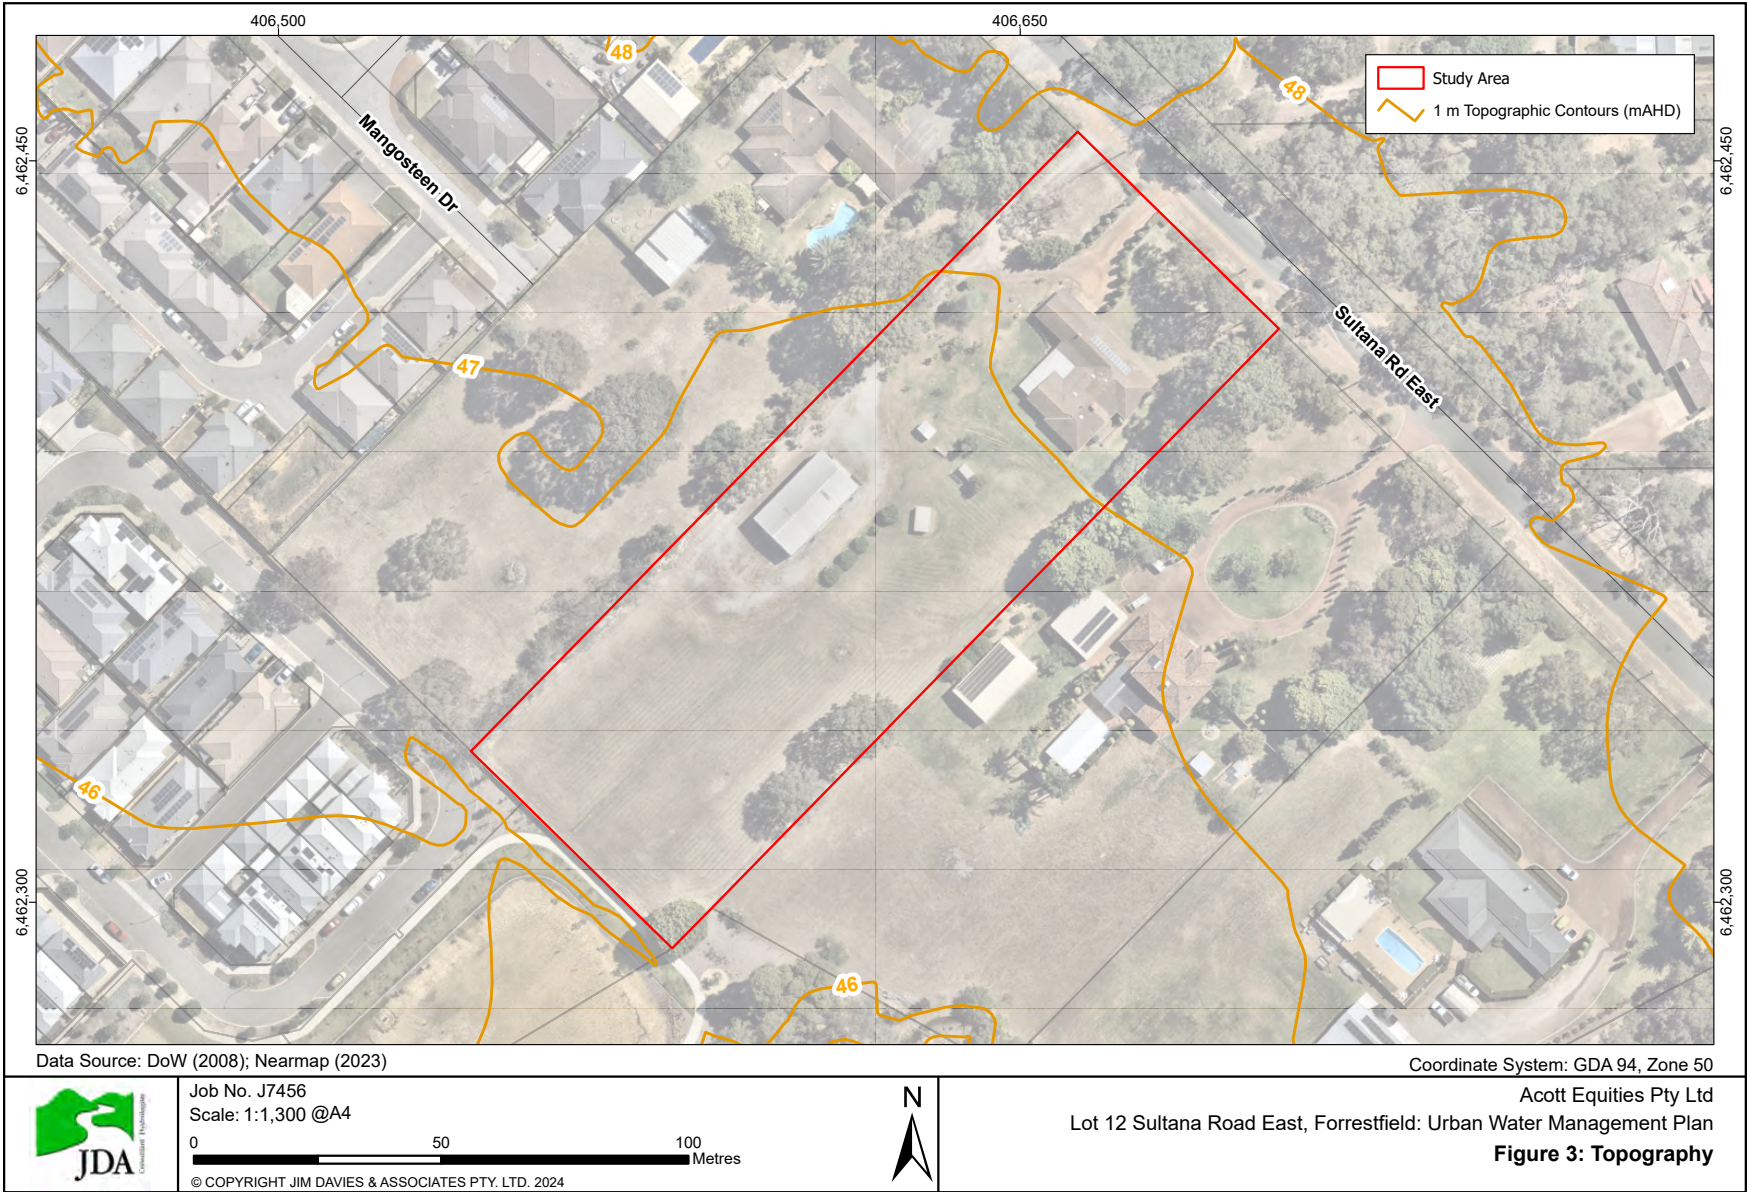 406,500
406,650
48
48
Study Area
1 m Topographic Contours (mAHD)
Mangosteen Dr
6,462,450
6,462,450
Sultana Rd East
47
46
6,462,300
6,462,300
46
Data Source: DoW (2008); Nearmap (2023)
Coordinate System: GDA 94, Zone 50
JDA
Consultant Hydrologists
Job No. J7456
Scale: 1:1,300 @A4
0 50 100
Metres
© COPYRIGHT JIM DAVIES & ASSOCIATES PTY. LTD. 2024
N
Acott Equities Pty Ltd
Lot 12 Sultana Road East, Forrestfield: Urban Water Management Plan
Figure 3: Topography